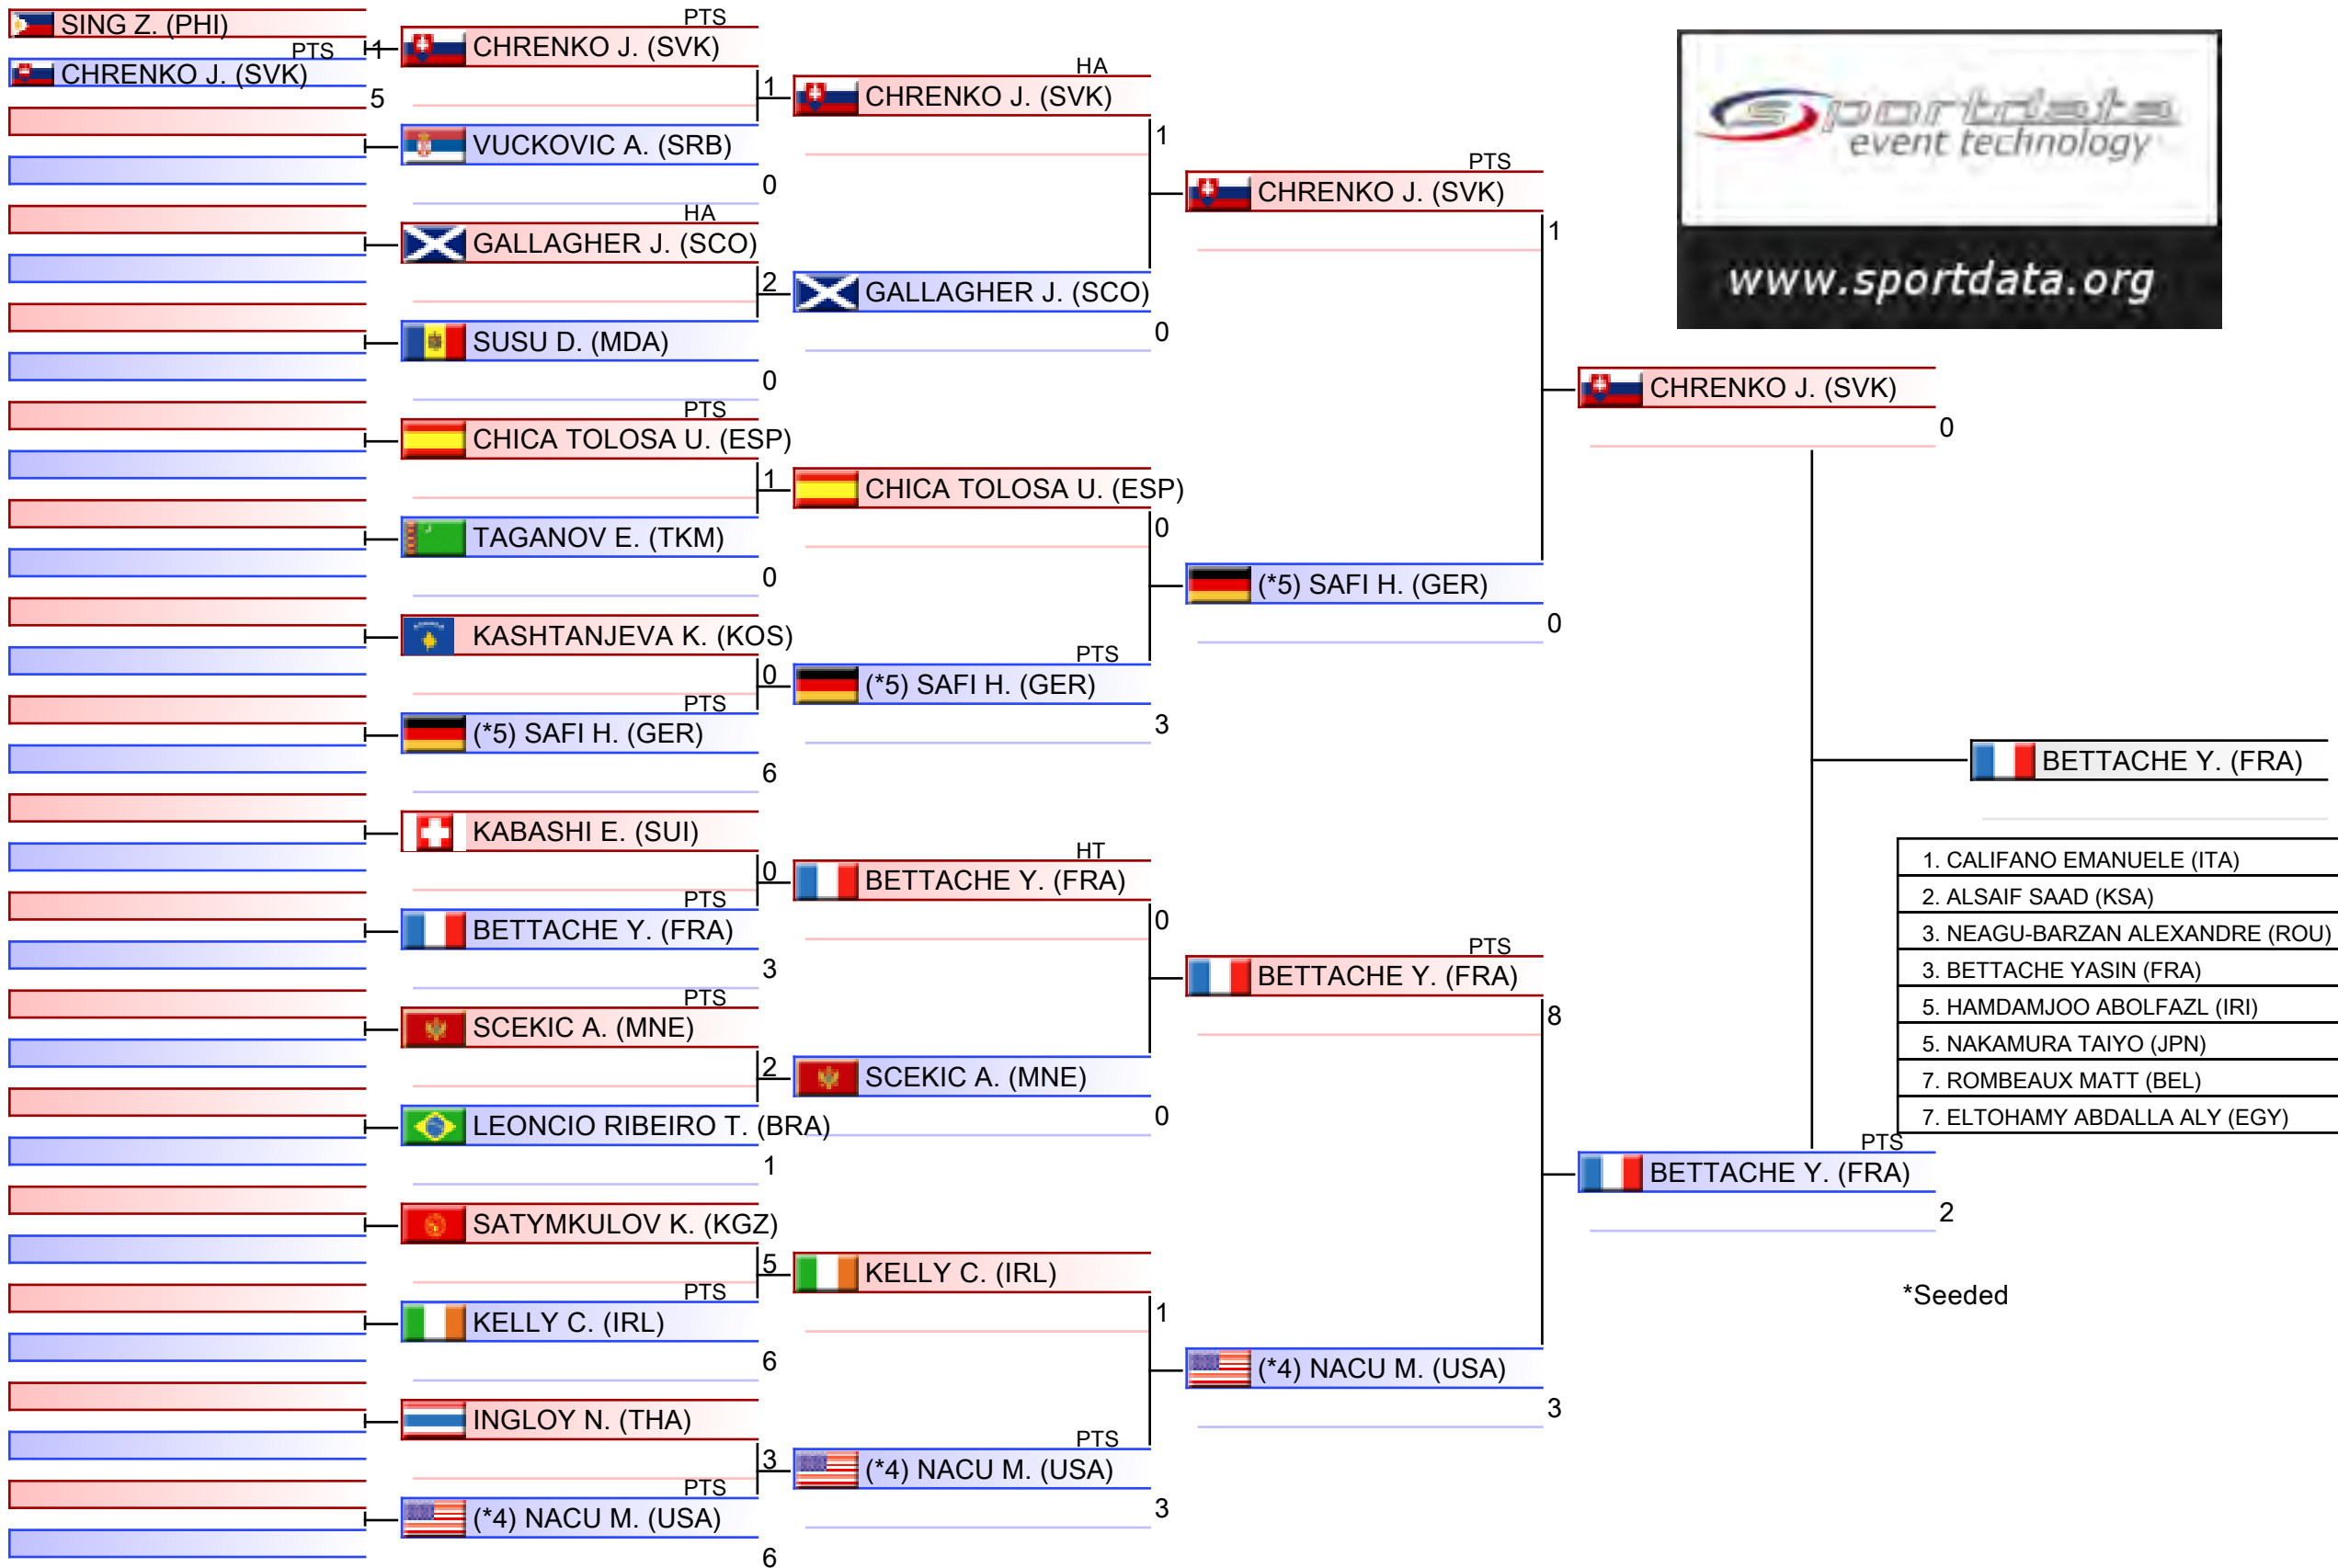 SING Z. (PHI)
1
PTS
CHRENKO J. (SVK)
5
PTS
CHRENKO J. (SVK)
1
VUCKOVIC A. (SRB)
0
HA
GALLAGHER J. (SCO)
2
SUSU D. (MDA)
0
PTS
CHICA TOLOSA U. (ESP)
1
TAGANOV E. (TKM)
0
KASHTANJEVA K. (KOS)
0
PTS
(*5) SAFI H. (GER)
6
KABASHI E. (SUI)
0
PTS
BETTACHE Y. (FRA)
3
PTS
SCEKIC A. (MNE)
2
LEONCIO RIBEIRO T. (BRA)
1
SATYMKULOV K. (KGZ)
5
PTS
KELLY C. (IRL)
6
INGLOY N. (THA)
3
PTS
(*4) NACU M. (USA)
6
HA
CHRENKO J. (SVK)
1
GALLAGHER J. (SCO)
0
CHICA TOLOSA U. (ESP)
0
PTS
(*5) SAFI H. (GER)
3
HT
BETTACHE Y. (FRA)
0
SCEKIC A. (MNE)
0
KELLY C. (IRL)
1
PTS
(*4) NACU M. (USA)
3
PTS
CHRENKO J. (SVK)
1
(*5) SAFI H. (GER)
0
PTS
BETTACHE Y. (FRA)
8
(*4) NACU M. (USA)
3
CHRENKO J. (SVK)
0
PTS
BETTACHE Y. (FRA)
2
BETTACHE Y. (FRA)
sportdata
event technology
www.sportdata.org
1. CALIFANO EMANUELE (ITA)
2. ALSAIF SAAD (KSA)
3. NEAGU-BARZAN ALEXANDRE (ROU)
3. BETTACHE YASIN (FRA)
5. HAMDAMJOO ABOLFAZL (IRI)
5. NAKAMURA TAIYO (JPN)
7. ROMBEAUX MATT (BEL)
7. ELTOHAMY ABDALLA ALY (EGY)
*Seeded